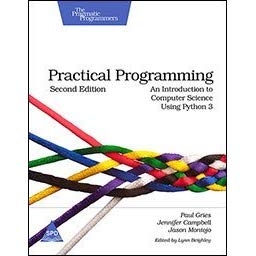 The
Pragmatic
Programmers
Practical Programming
Second Edition
An Introduction to
Computer Science
Using Python 3
Paul Gries
Jennifer Campbell
Jason Montojo
Edited by Lynn Beighley
SPD